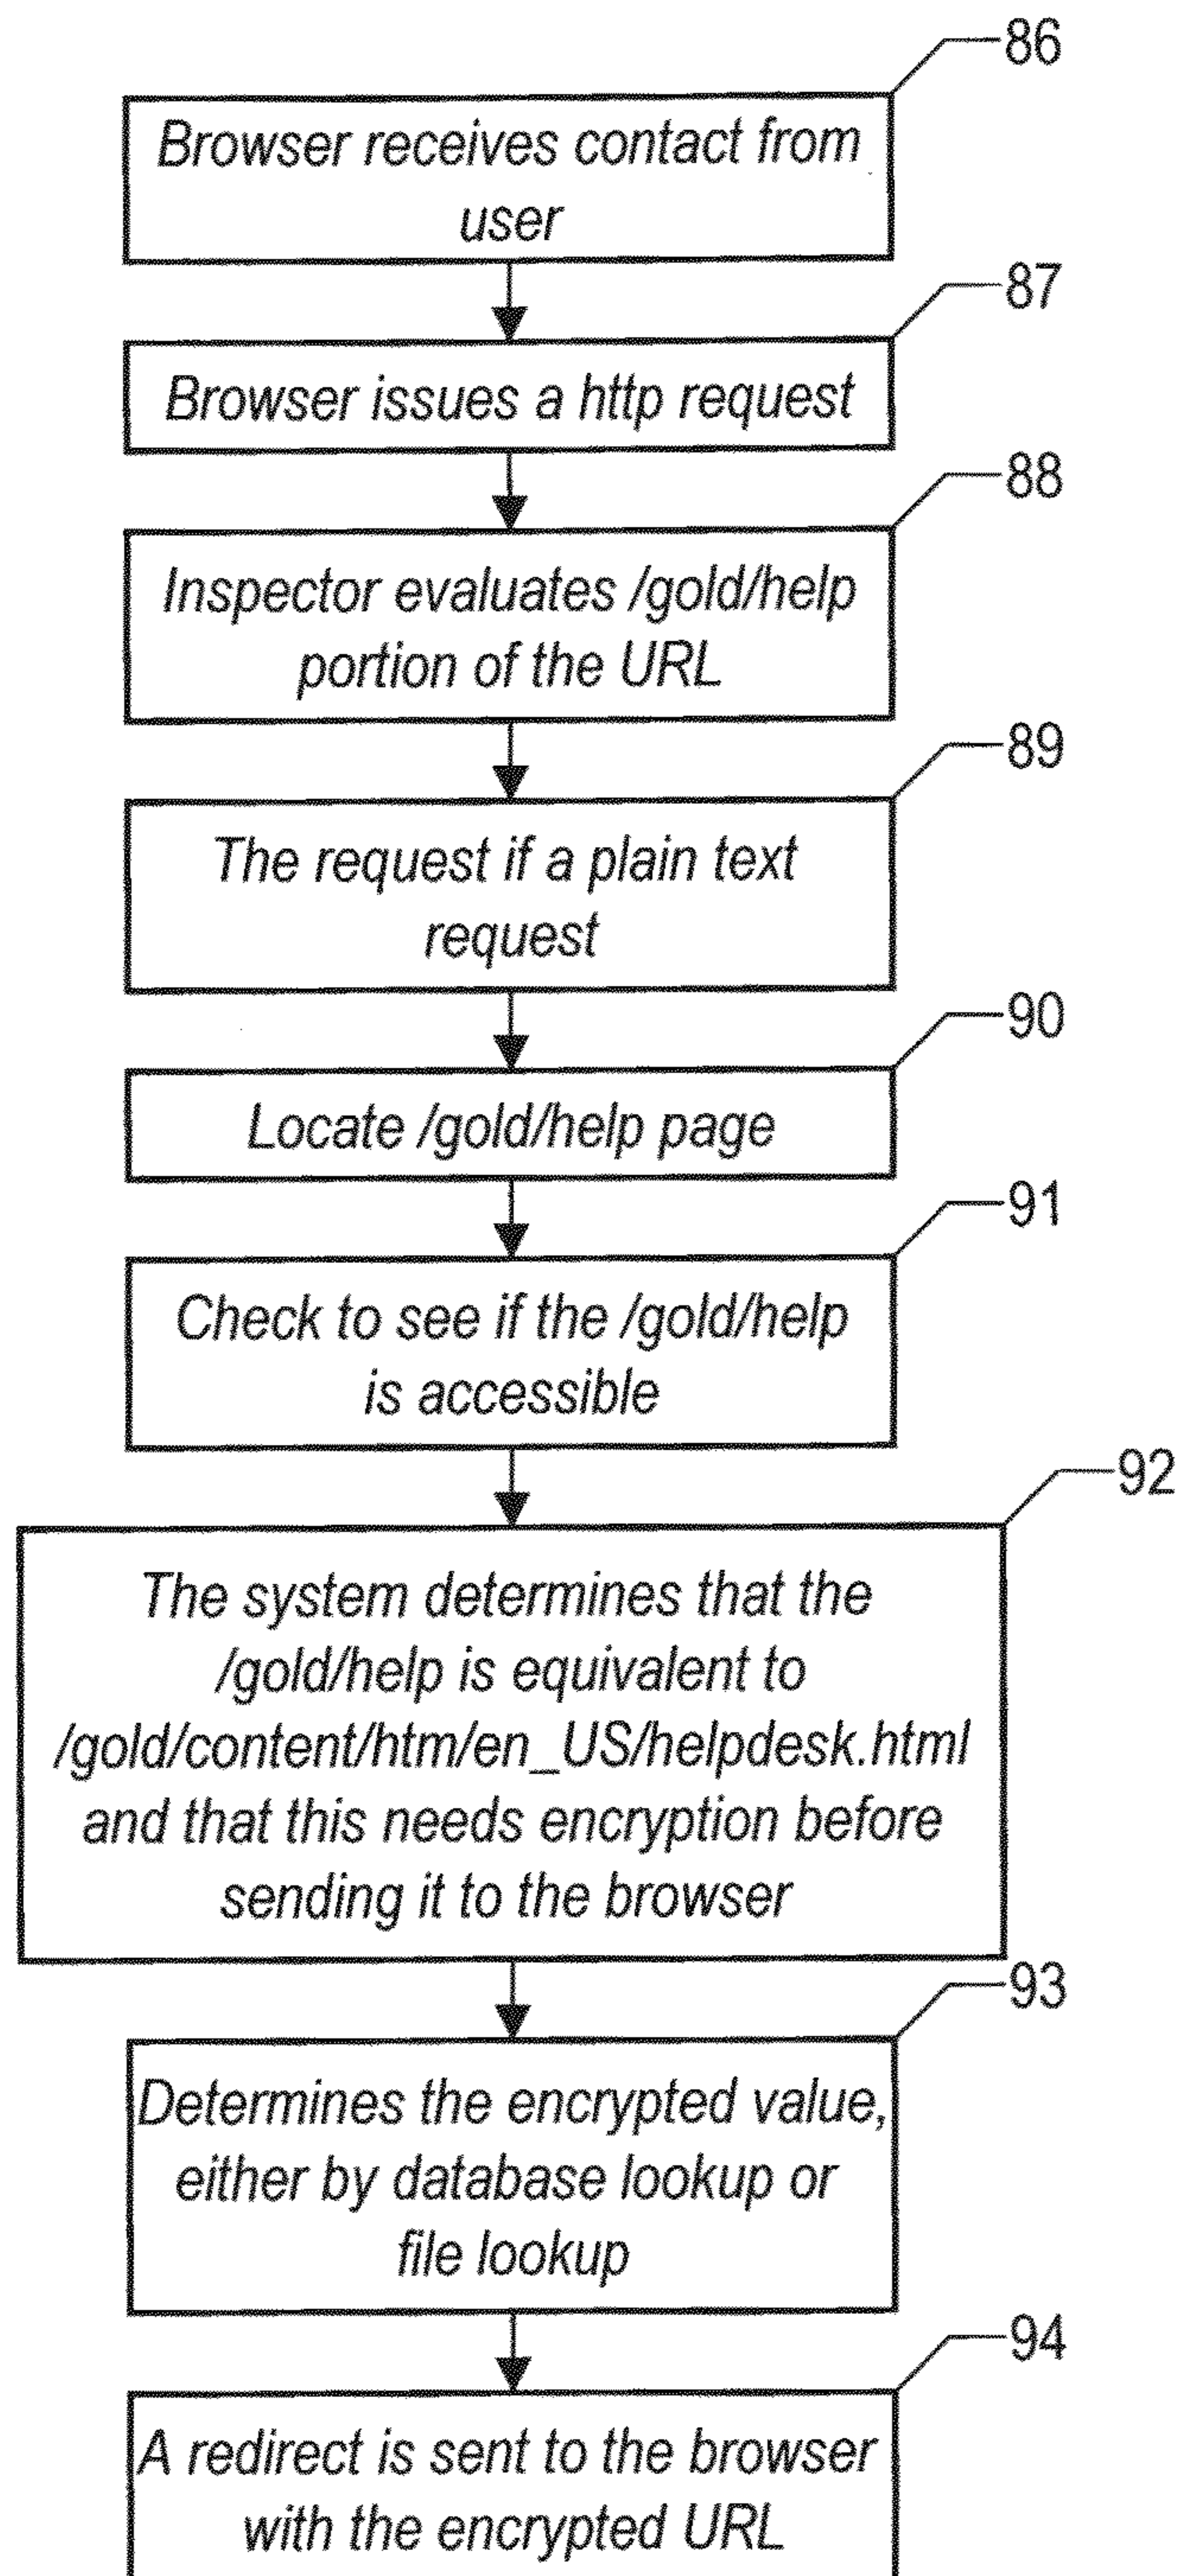 86
Browser receives contact from
user
87
Browser issues a http request
88
Inspector evaluates /gold/help
portion of the URL
89
The request if a plain text
request
90
Locate /gold/help page
91
Check to see if the /gold/help
is accessible
92
The system determines that the
/gold/help is equivalent to
/gold/content/htm/en_US/helpdesk.html
and that this needs encryption before
sending it to the browser
93
Determines the encrypted value,
either by database lookup or
file lookup
94
A redirect is sent to the browser
with the encrypted URL